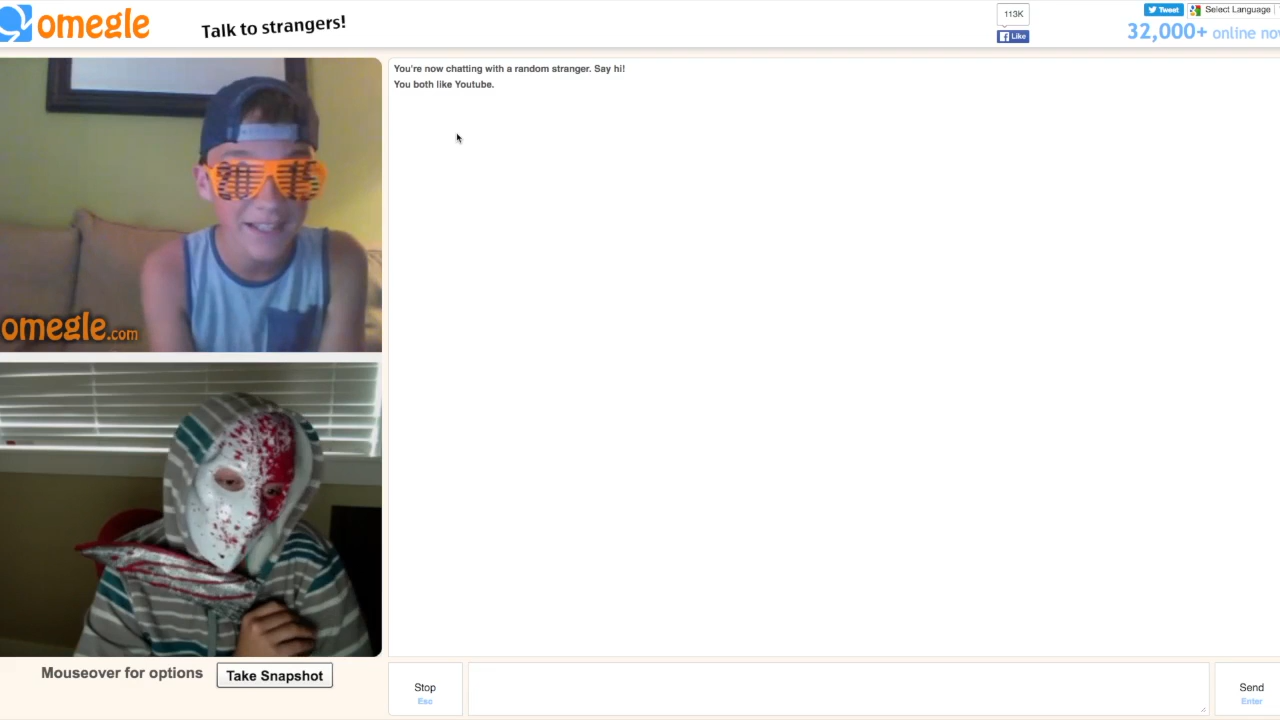 omegle
Talk to strangers!
113K
Like
Tweet
Select Language
32,000+ online no
You're now chatting with a random stranger. Say hi!
You both like Youtube.
omegle.com
Mouseover for options
Take Snapshot
Stop
Esc
Send
Enter